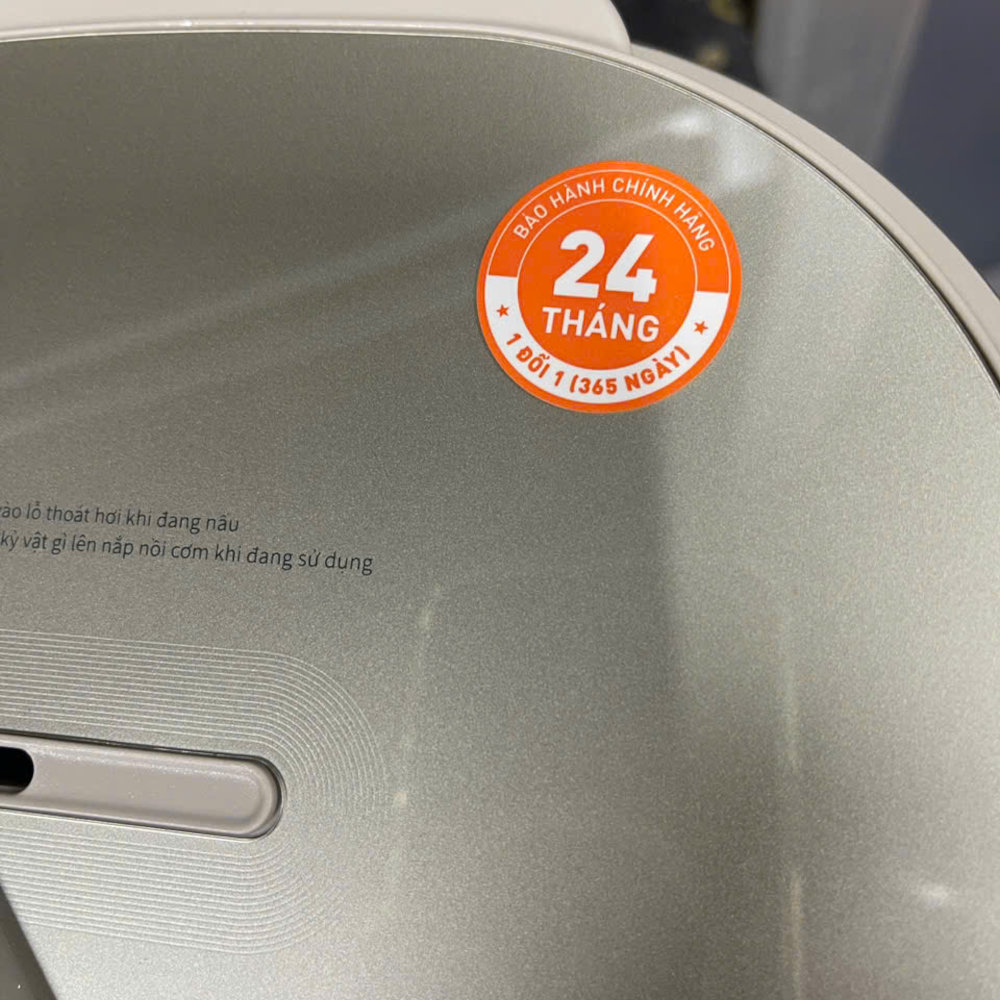 BẢO HÀNH CHÍNH HÃNG
24
THÁNG
1 ĐỔI 1 (365 NGÀY)
lỗ thoát hơi khi đang nấu
kỳ vật gì lên nắp nồi cơm khi đang sử dụng